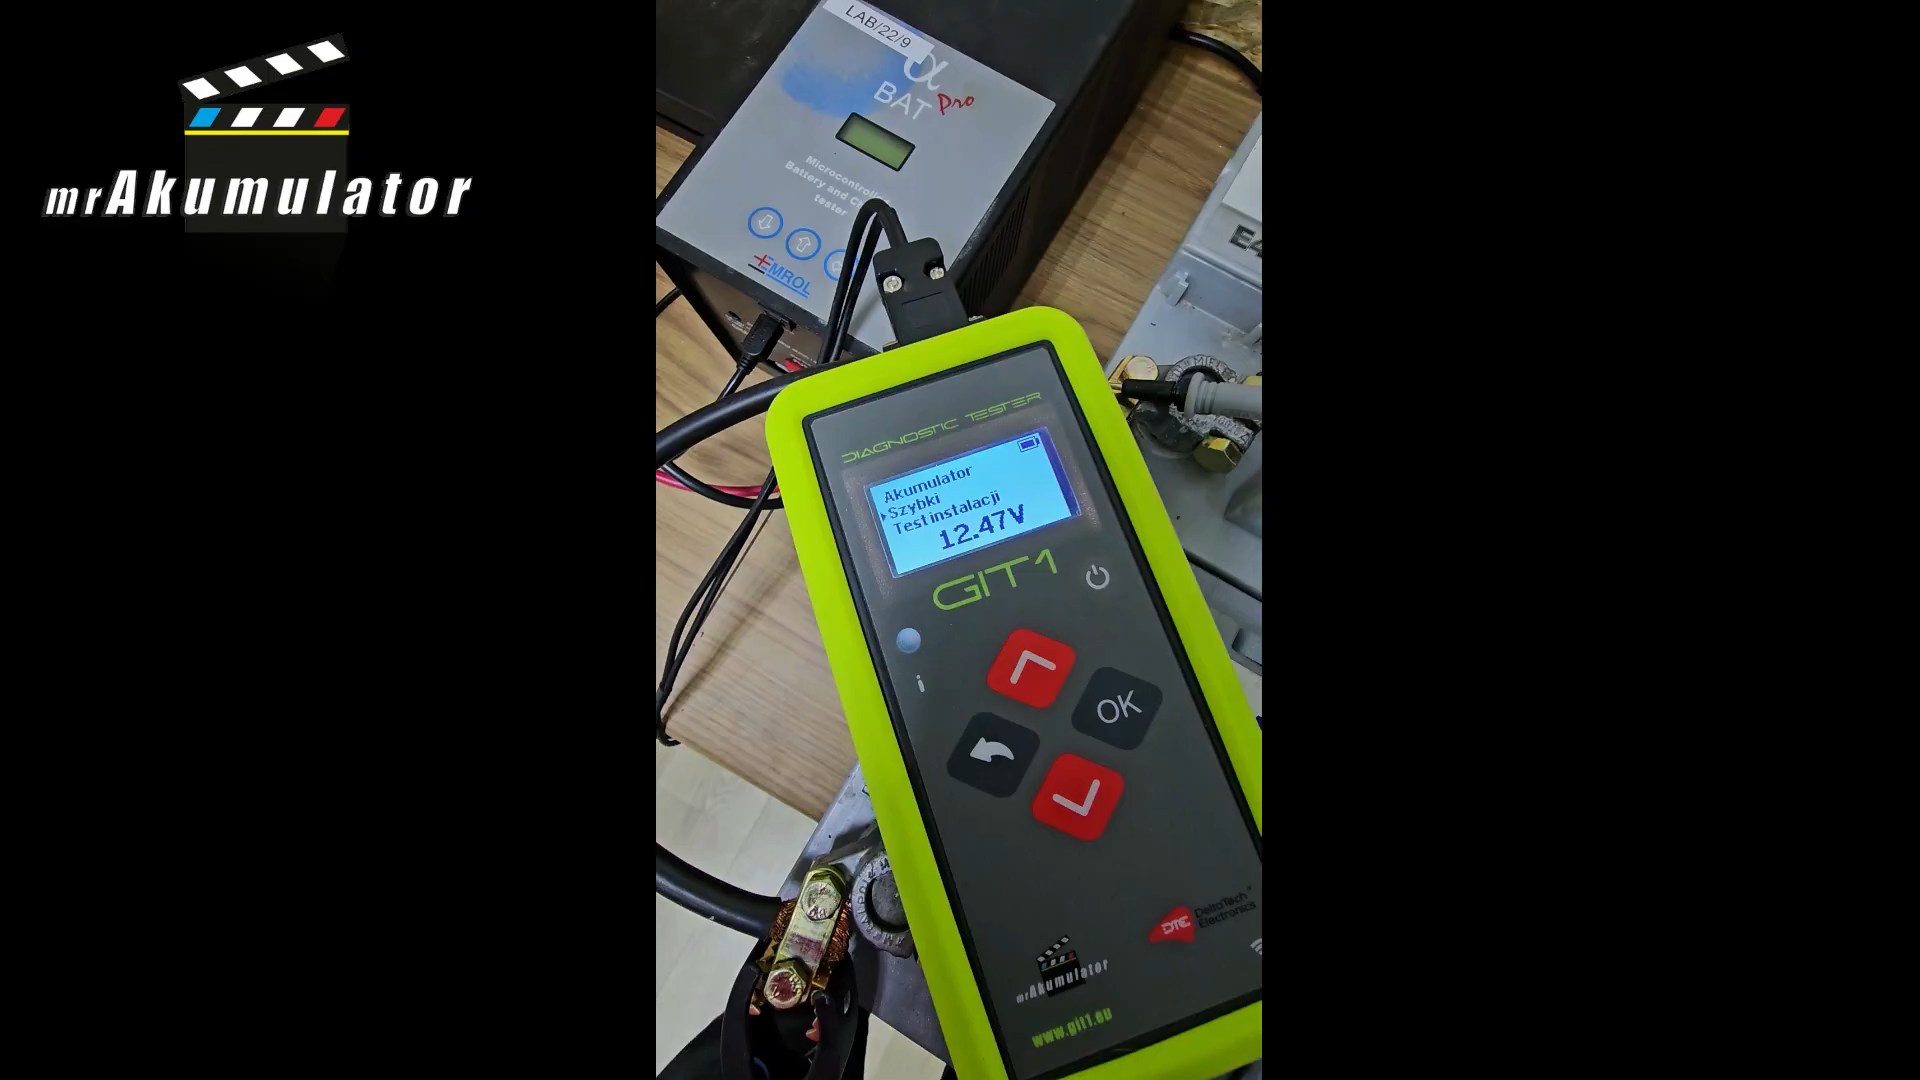 mrAkumulator
LAB/22/9
α
BAT Pro
Battery and
tester
EMROL
DIAGNOSTIC TESTER
Akumulator
Szybki
Test instalacji
12.47V
GIT1
i
OK
DTE
DeltaTech
Electronics
mrAkumulator
www.git1.eu